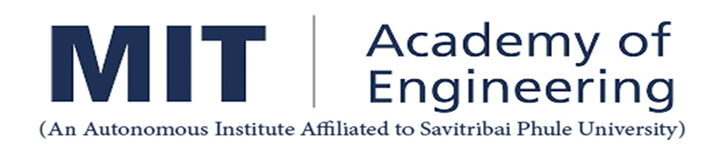 MIT
Academy of
Engineering
(An Autonomous Institute Affiliated to Savitribai Phule University)